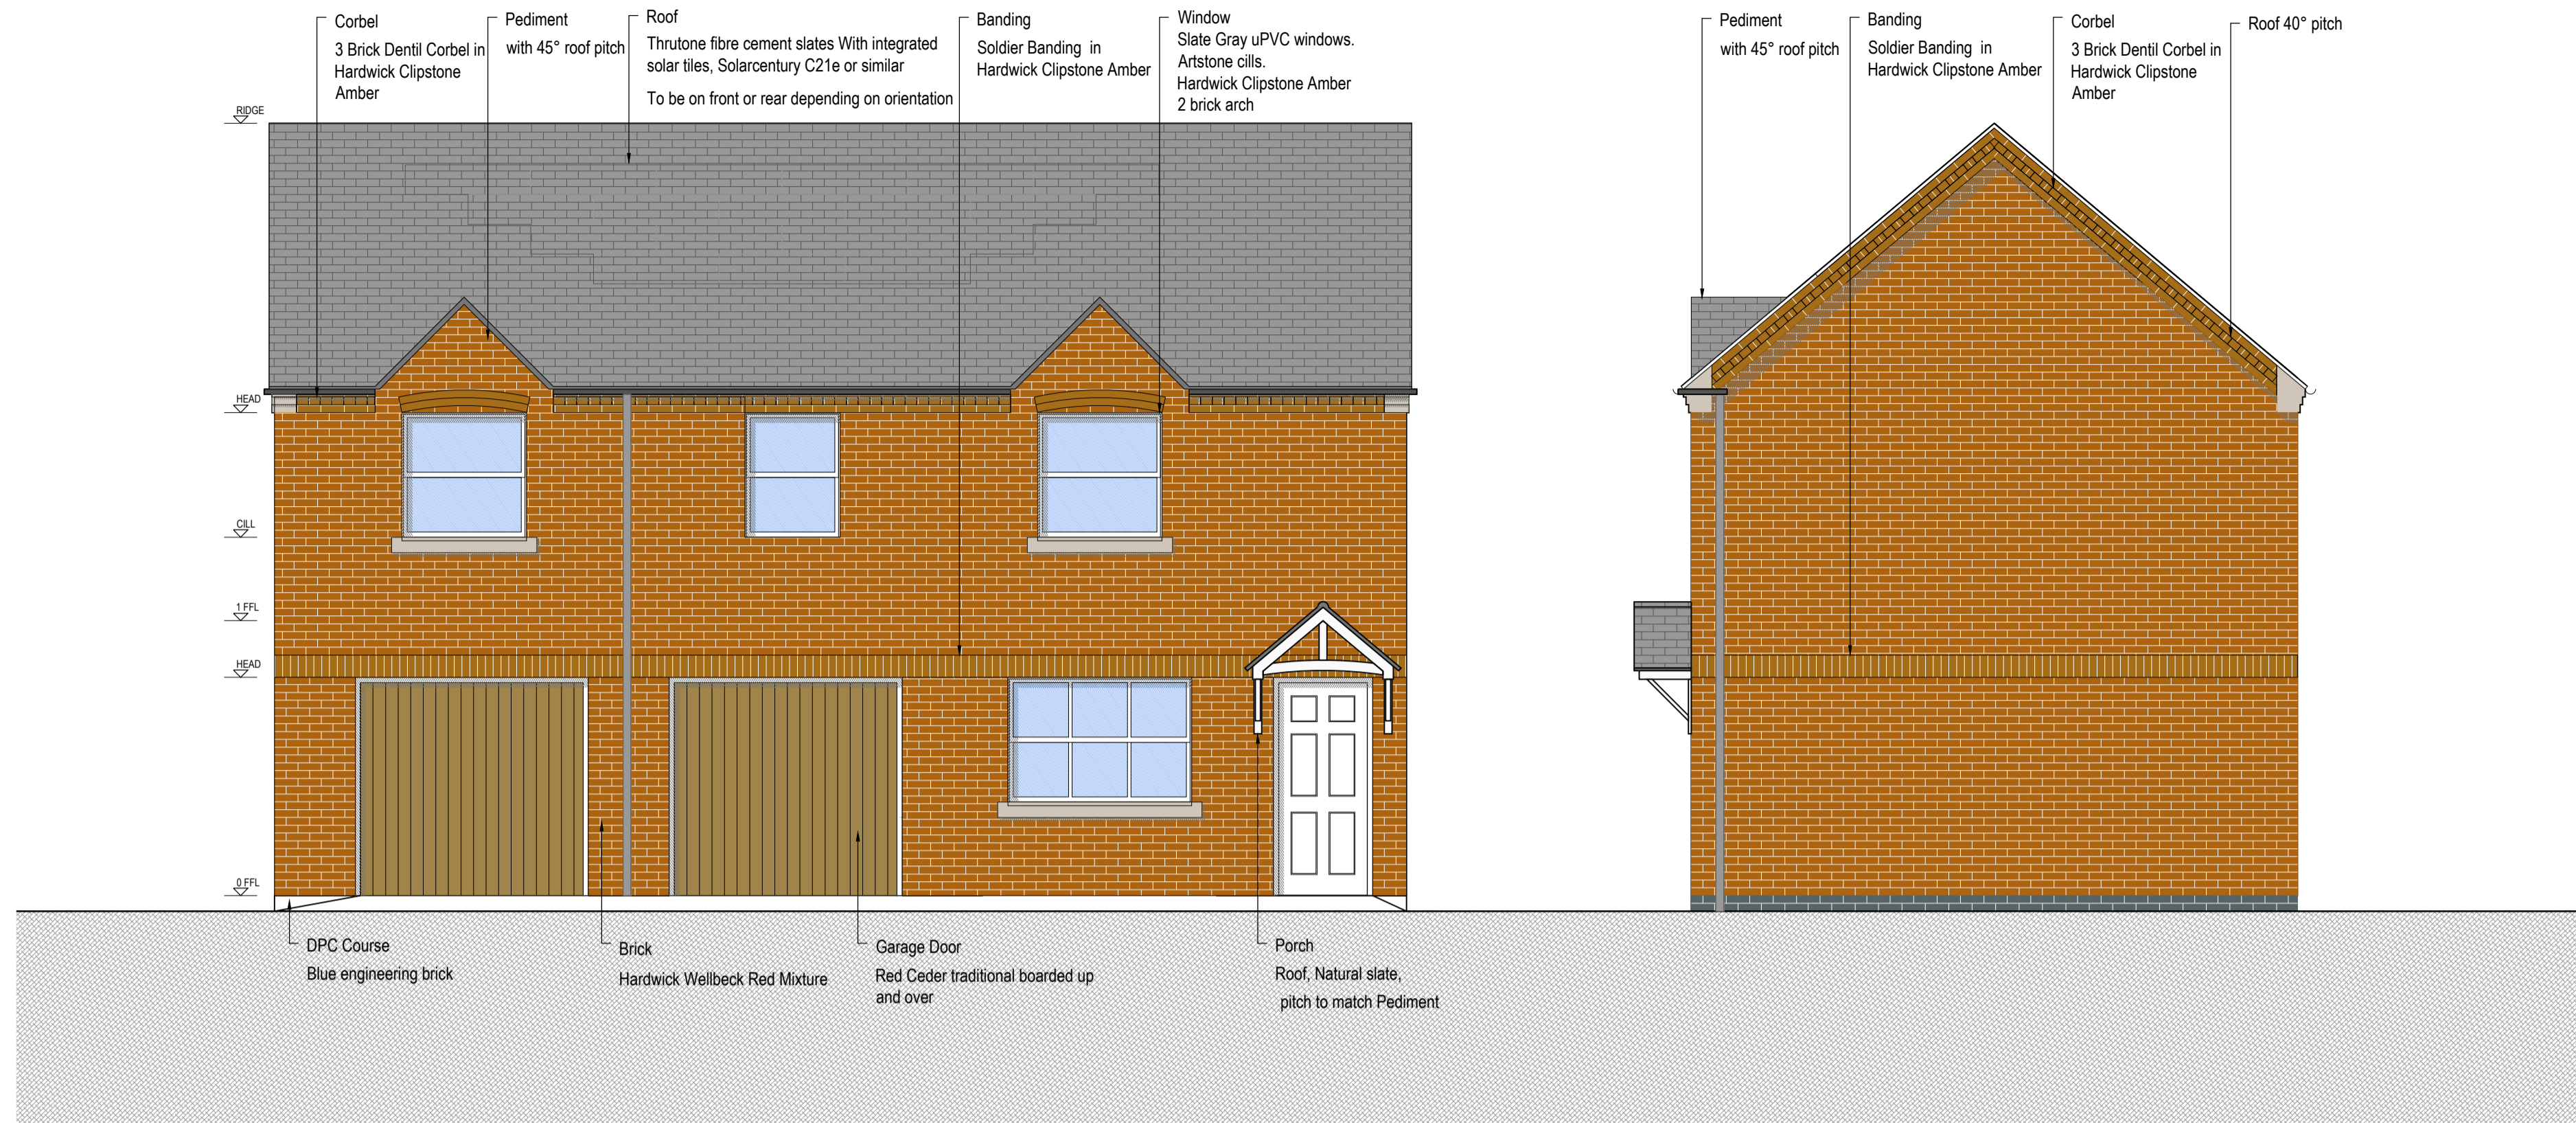 Corbel
3 Brick Dentil Corbel in
Hardwick Clipstone
Amber
Pediment
with 45° roof pitch
Roof
Thrutone fibre cement slates With integrated
solar tiles, Solarcentury C21e or similar
To be on front or rear depending on orientation
Banding
Soldier Banding in
Hardwick Clipstone Amber
Window
Slate Gray uPVC windows.
Artstone cills.
Hardwick Clipstone Amber
2 brick arch
Pediment
with 45° roof pitch
Banding
Soldier Banding in
Hardwick Clipstone Amber
Corbel
3 Brick Dentil Corbel in
Hardwick Clipstone
Amber
Roof 40° pitch
RIDGE
HEAD
CILL
1 FFL
HEAD
0 FFL
DPC Course
Blue engineering brick
Brick
Hardwick Wellbeck Red Mixture
Garage Door
Red Ceder traditional boarded up
and over
Porch
Roof, Natural slate,
pitch to match Pediment